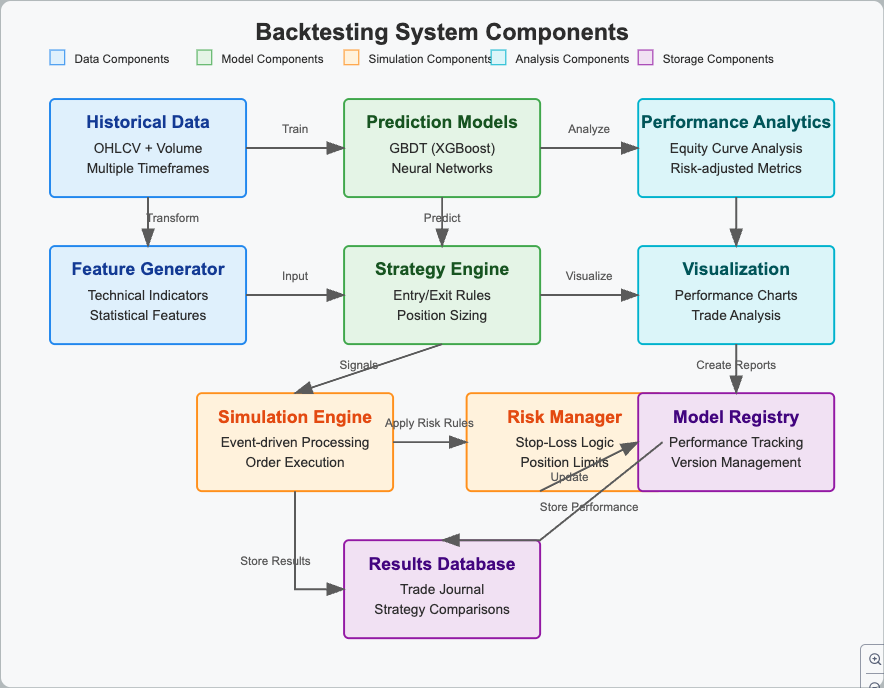 Backtesting System Components
Data Components
Model Components
Simulation Components
Analysis Components
Storage Components
Historical Data
OHLCV + Volume
Multiple Timeframes
Train
Prediction Models
GBDT (XGBoost)
Neural Networks
Analyze
Performance Analytics
Equity Curve Analysis
Risk-adjusted Metrics
Transform
Predict
Feature Generator
Technical Indicators
Statistical Features
Input
Strategy Engine
Entry/Exit Rules
Position Sizing
Visualize
Visualization
Performance Charts
Trade Analysis
Signals
Create Reports
Simulation Engine
Event-driven Processing
Order Execution
Apply Risk Rules
Risk Manager
Stop-Loss Logic
Position Limits
Model Registry
Performance Tracking
Version Management
Update
Store Performance
Store Results
Results Database
Trade Journal
Strategy Comparisons